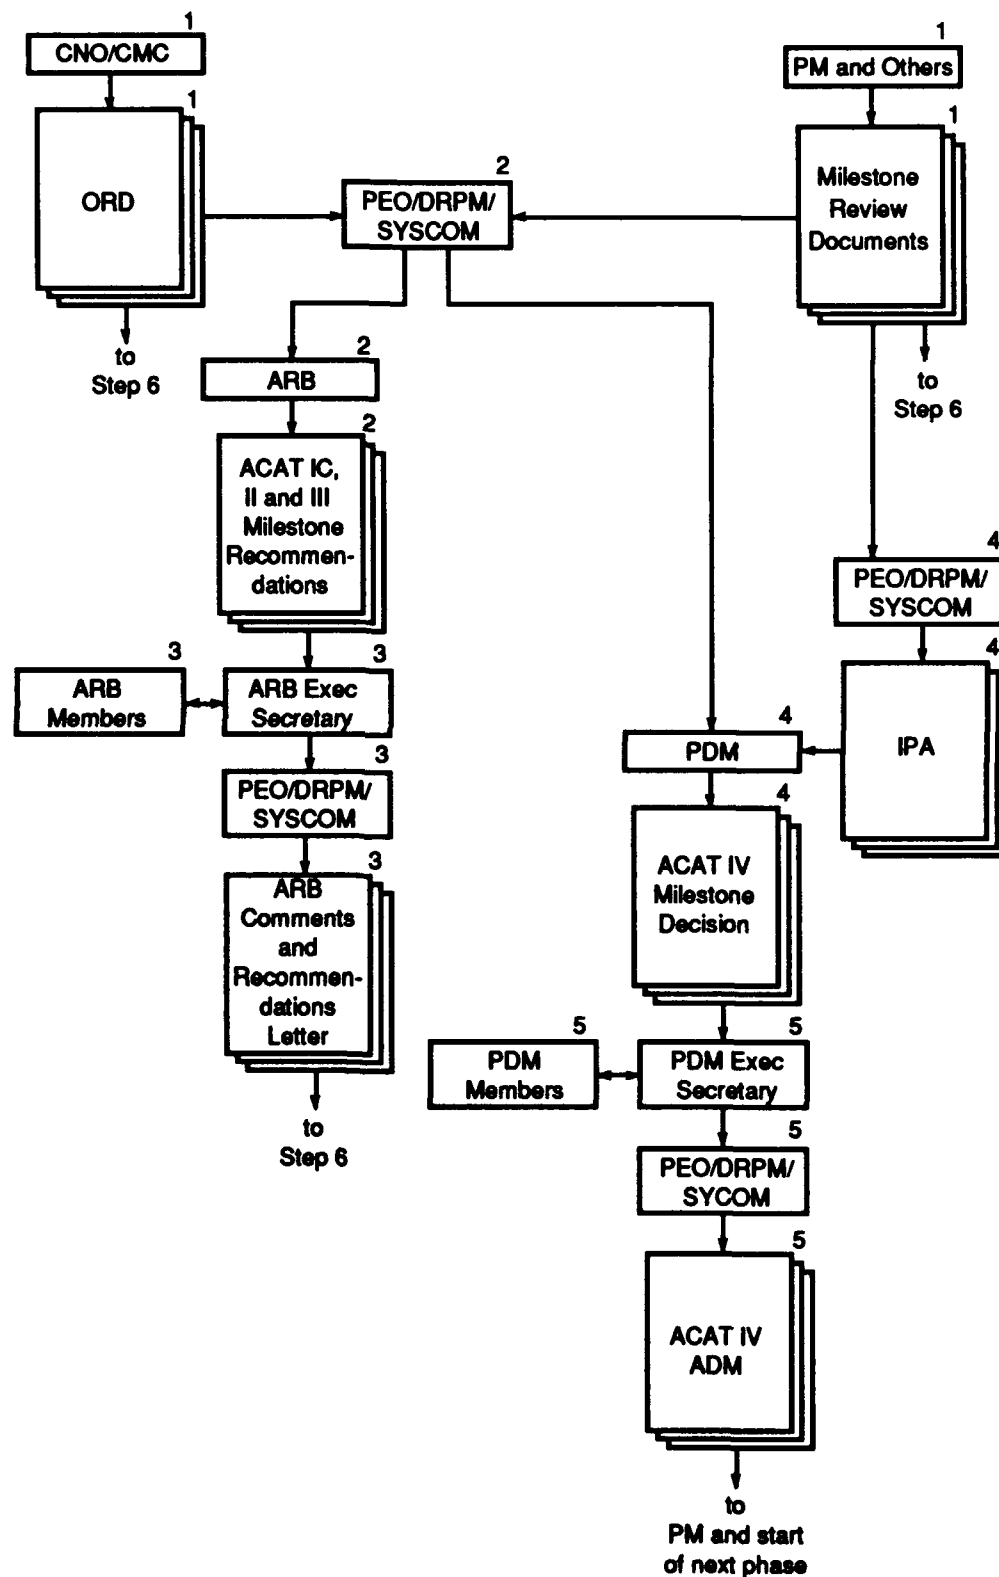 1
CNO/CMC
1
ORD
to
Step 6
1
PM and Others
1
Milestone
Review
Documents
to
Step 6
2
PEO/DRPM/
SYSCOM
2
ARB
2
ACAT IC,
II and III
Milestone
Recommen-
dations
3
ARB
Members
3
ARB Exec
Secretary
3
PEO/DRPM/
SYSCOM
3
ARB
Comments
and
Recommen-
dations
Letter
to
Step 6
4
PEO/DRPM/
SYSCOM
4
IPA
4
PDM
4
ACAT IV
Milestone
Decision
5
PDM
Members
5
PDM Exec
Secretary
5
PEO/DRPM/
SYCOM
5
ACAT IV
ADM
to
PM and start
of next phase